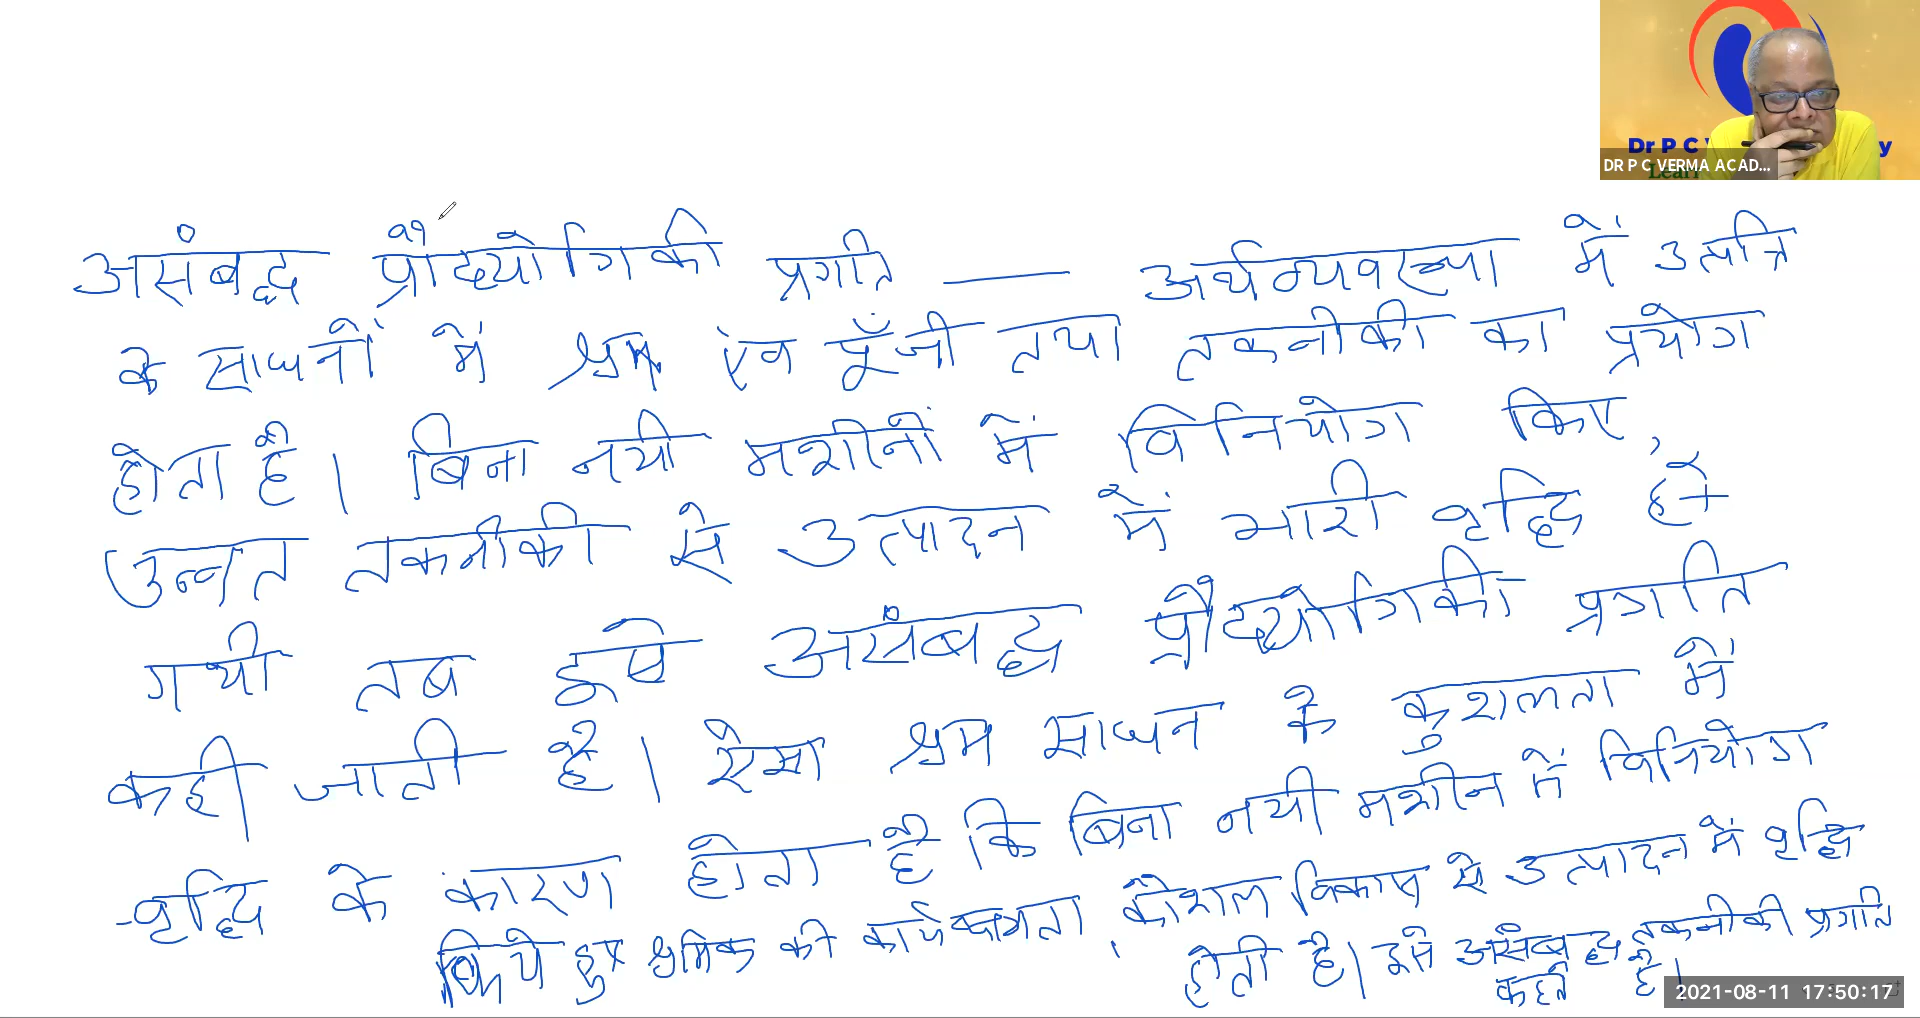 Dr P C
y
DR P C VERMA ACAD...
Lear
असंबद्ध प्रौद्योगिकी प्रगति — अर्थव्यवस्था में उत्पत्ति
के साधनों में श्रम एंव पूँजी तथा तकनीकी का प्रयोग
होता है। बिना नयी मशीनों में विनियोग किए,
उन्नत तकनीकी से उत्पादन में भारी वृद्धि हो
गयी तब इसे असंबद्ध प्रौद्योगिकी प्रगति
कही जाती है। ऐसा श्रम साधन के कुशलता में
वृद्धि के कारण होता है कि बिना नयी मशीन में विनियोग
किये हुए श्रमिक की कार्यक्षमता, कौशल विकास से उत्पादन में वृद्धि
होती है। इसे असंबद्ध तकनीकी प्रगति
कहते है।
2021-08-11 17:50:17